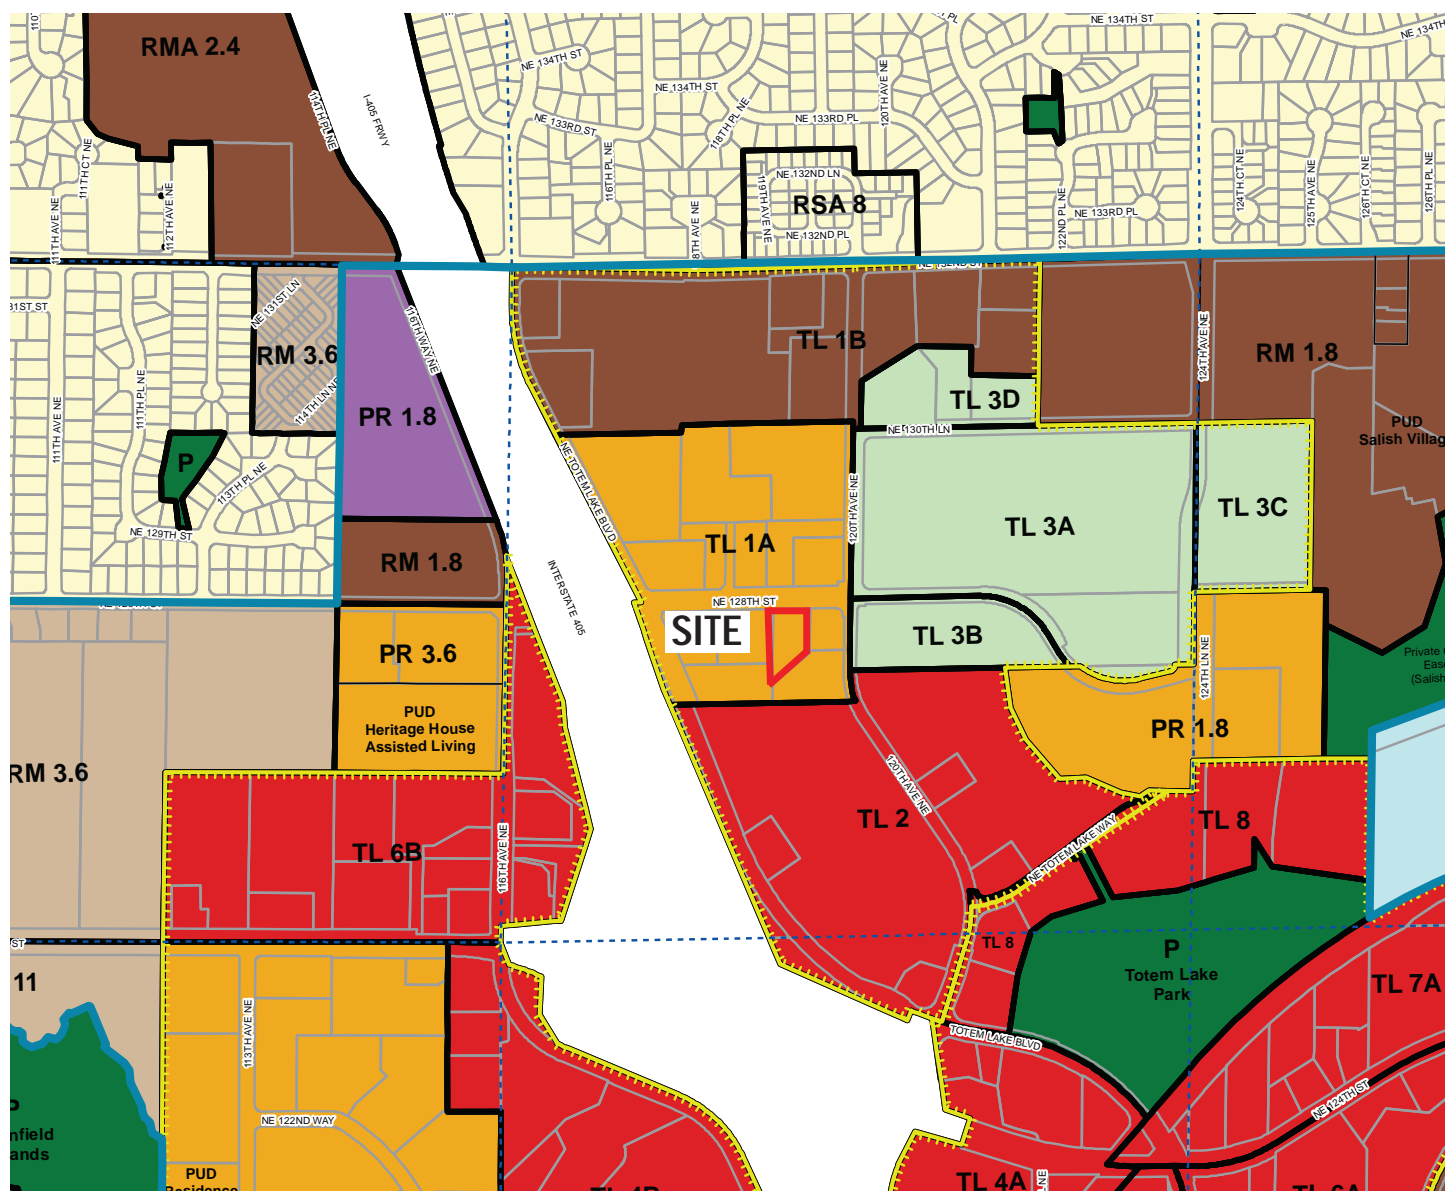 RMA 2.4
114TH PL NE
I-405 FRWY
NE 134TH ST
NE 134TH ST
NE 134TH ST
NE 133RD ST
118TH PL NE
NE 133RD PL
120TH AVE NE
116TH PL NE
NE 132ND LN
119TH AVE NE
RSA 8
NE 132ND PL
122ND PL NE
NE 133RD PL
124TH CT NE
125TH AVE NE
126TH CT NE
126TH PL NE
111TH CT NE
111TH AVE NE
112TH AVE NE
NE 131ST LN
RM 3.6
114TH LN NE
116TH WAY NE
PR 1.8
TL 1B
TL 3D
124TH AVE NE
RM 1.8
PUD
111TH PL NE
111TH AVE NE
P
113TH PL NE
NE 129TH ST
NE TOTEM LAKE BLVD
NE 130TH LN
120TH AVE NE
TL 3A
TL 3C
TL 1A
RM 1.8
INTERSTATE 405
NE 128TH ST
SITE
TL 3B
124TH LN NE
PR 3.6
PUD
Heritage House
Assisted Living
PR 1.8
RM 3.6
120TH AVE NE
TL 2
TL 8
NE TOTEM LAKE WAY
TL 6B
116TH AVE NE
TL 8
P
Totem Lake
Park
TL 7A
ST
11
113TH AVE NE
TOTEM LAKE BLVD
NE 124TH ST
NE 122ND WAY
PUD
TL 4A
NE